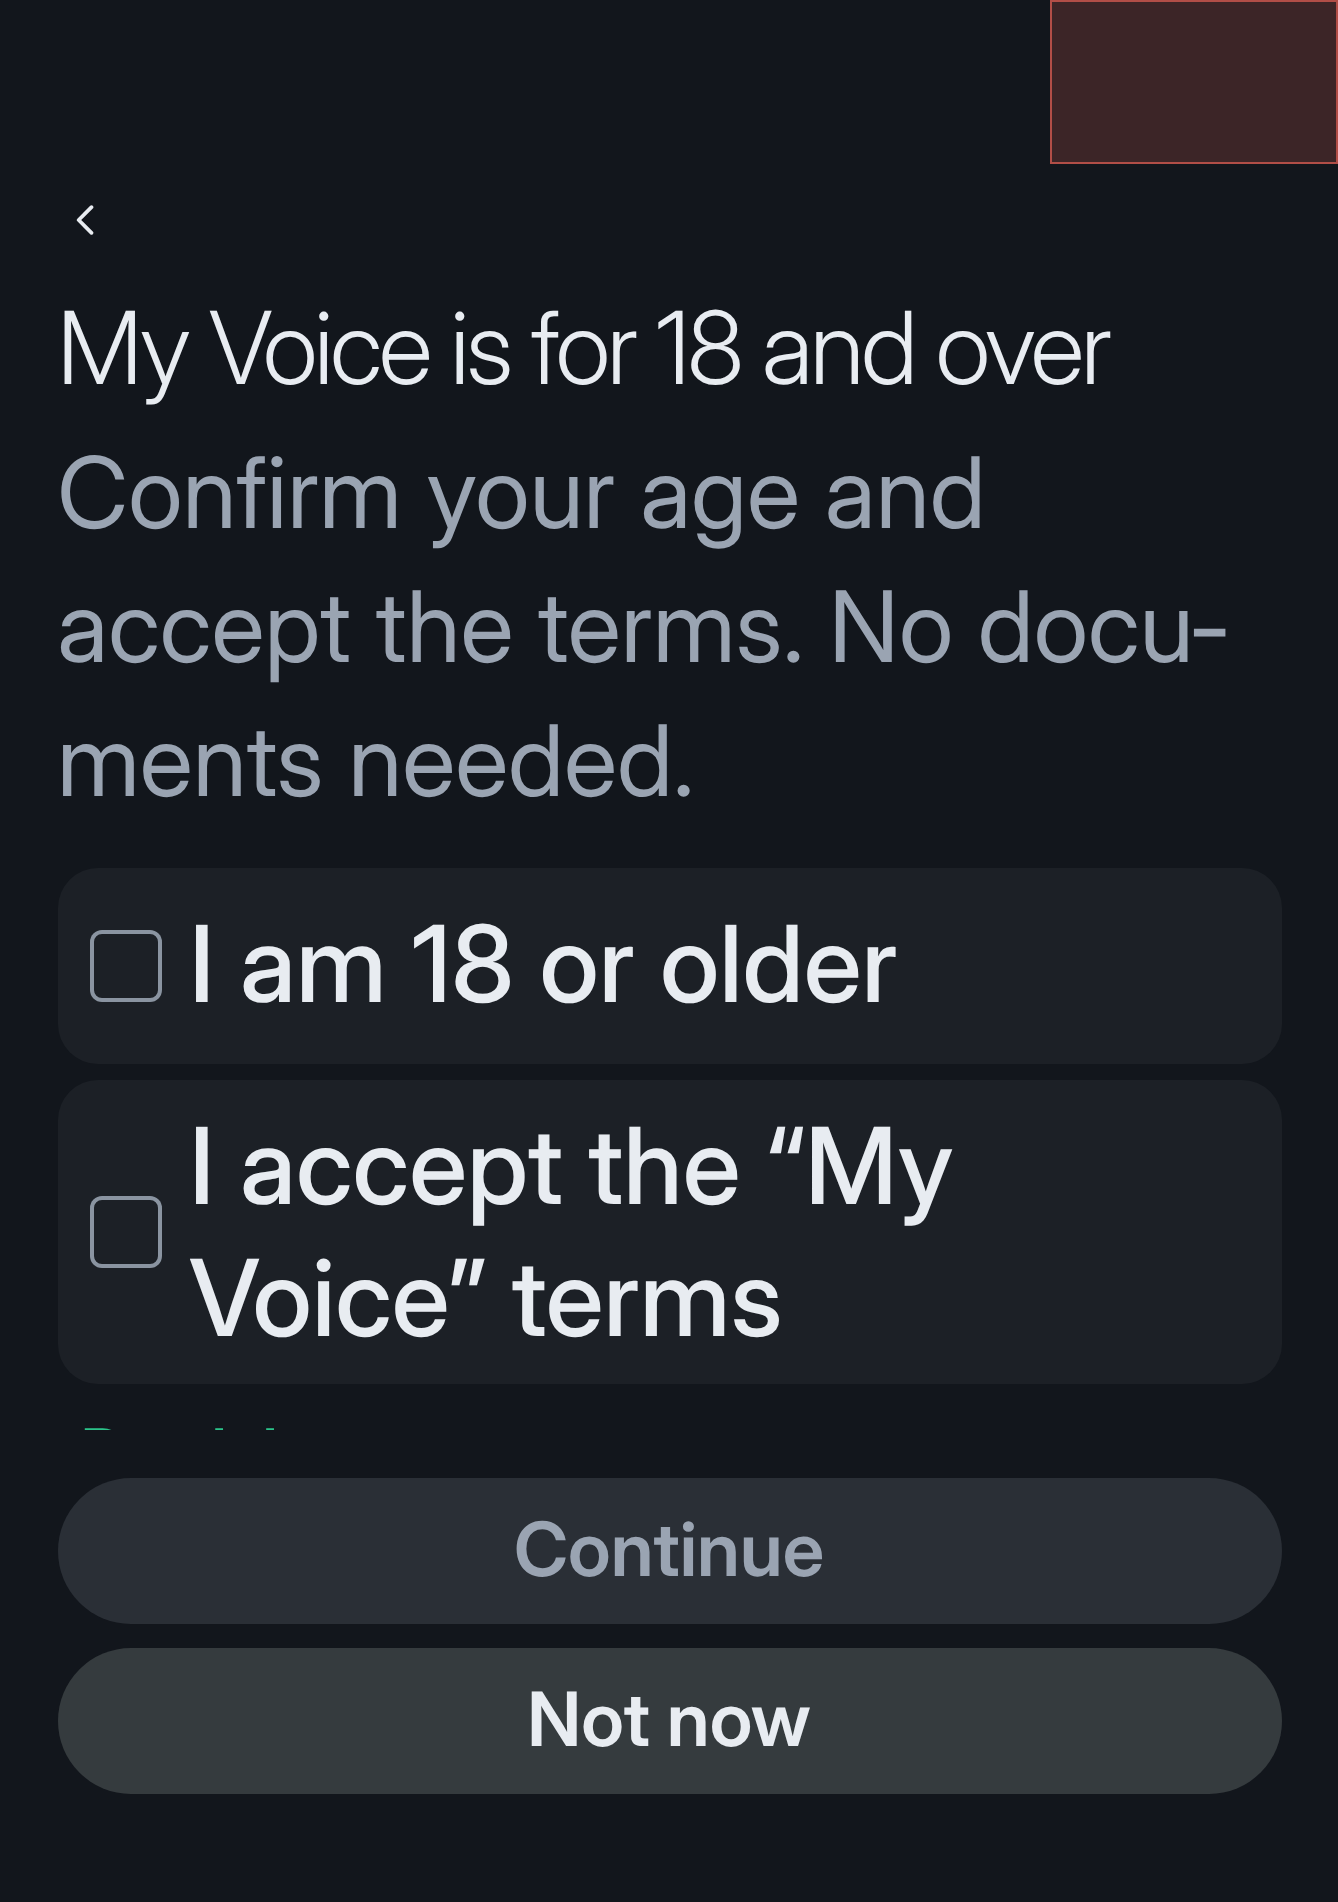 My Voice is for 18 and over
Confirm your age and
accept the terms. No docu-
ments needed.
I am 18 or older
I accept the “My
Voice” terms
Continue
Not now